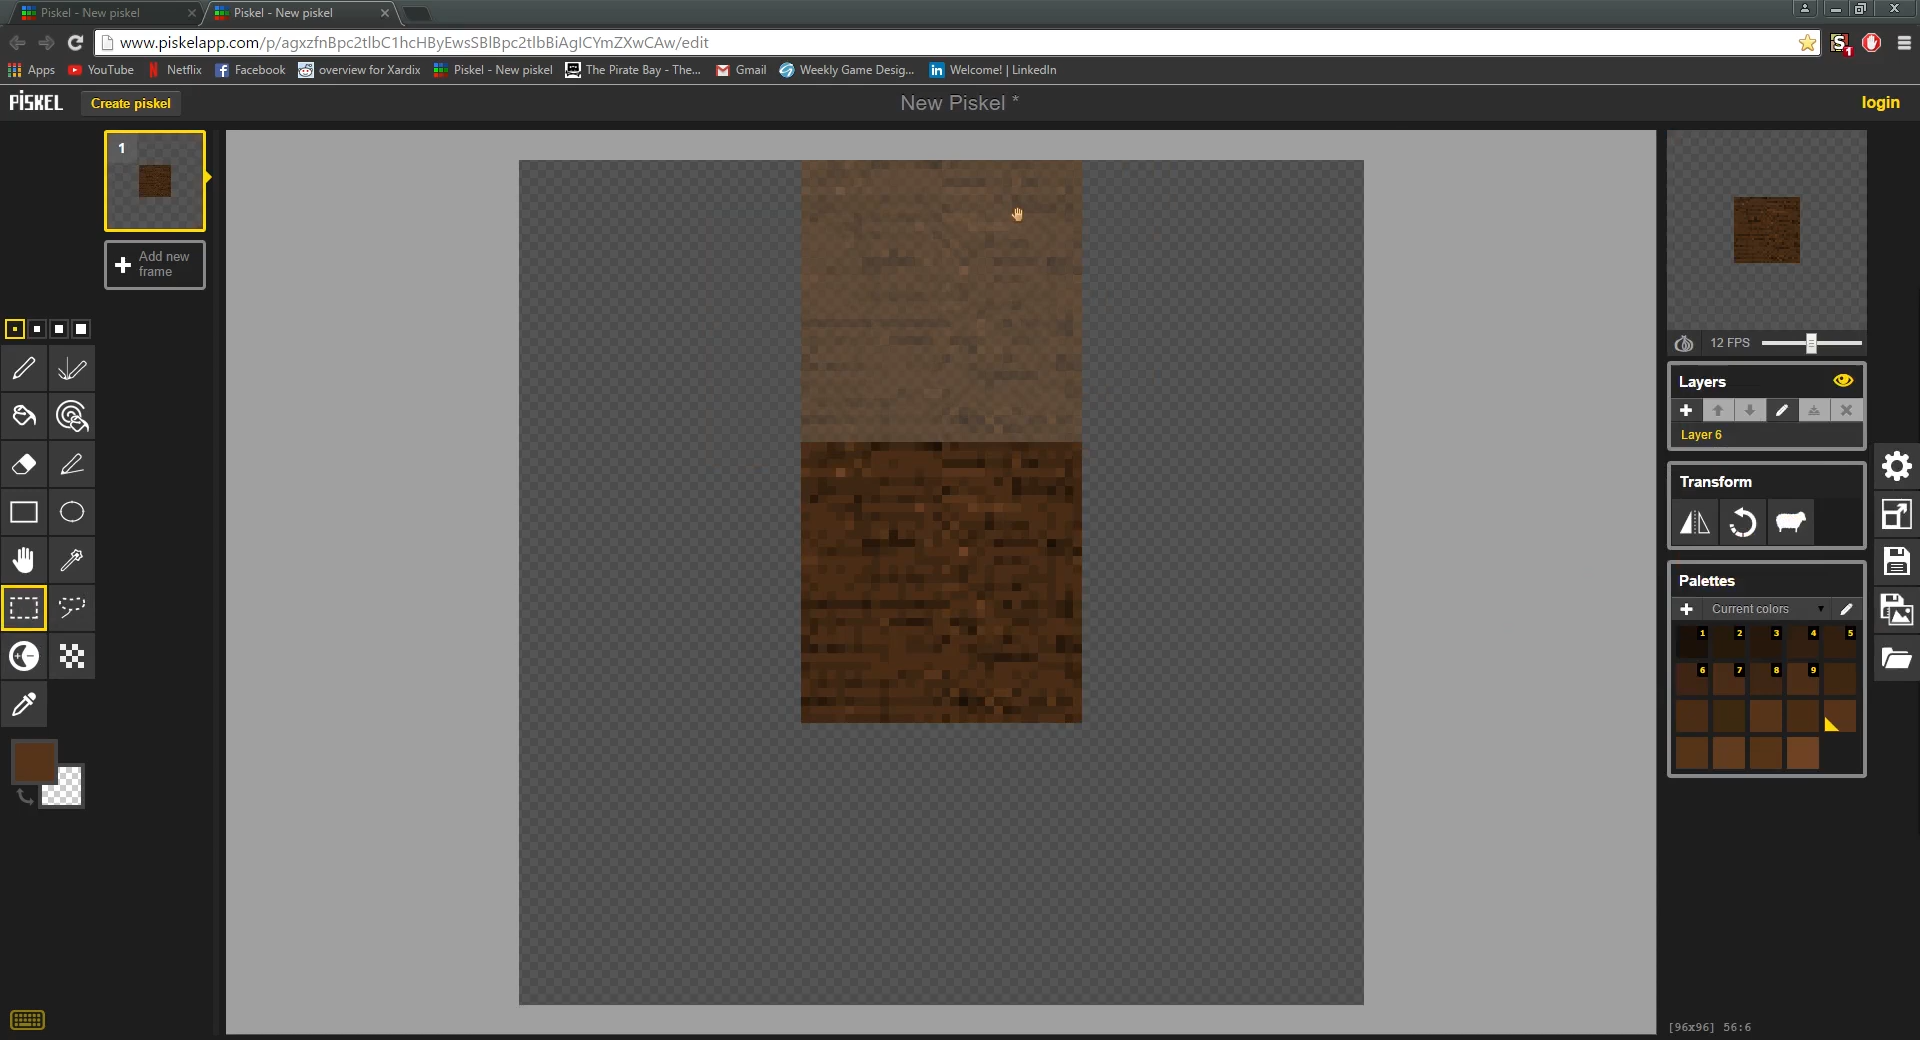 Piskel - New piskel
Piskel - New piskel
www.piskelapp.com/p/agxzfnBpc2tlbC1hcHByEwsSBlBpc2tlbBiAgICYmZXwCAw/edit
Apps YouTube Netflix Facebook overview for Xardix Piskel - New piskel The Pirate Bay - The... Gmail Weekly Game Desig... Welcome! | LinkedIn
PiSKEL Create piskel New Piskel * login
1
Add new
frame
12 FPS
Layers
Layer 6
Transform
Palettes
Current colors
1 2 3 4 5
6 7 8 9
[96x96] 56:6